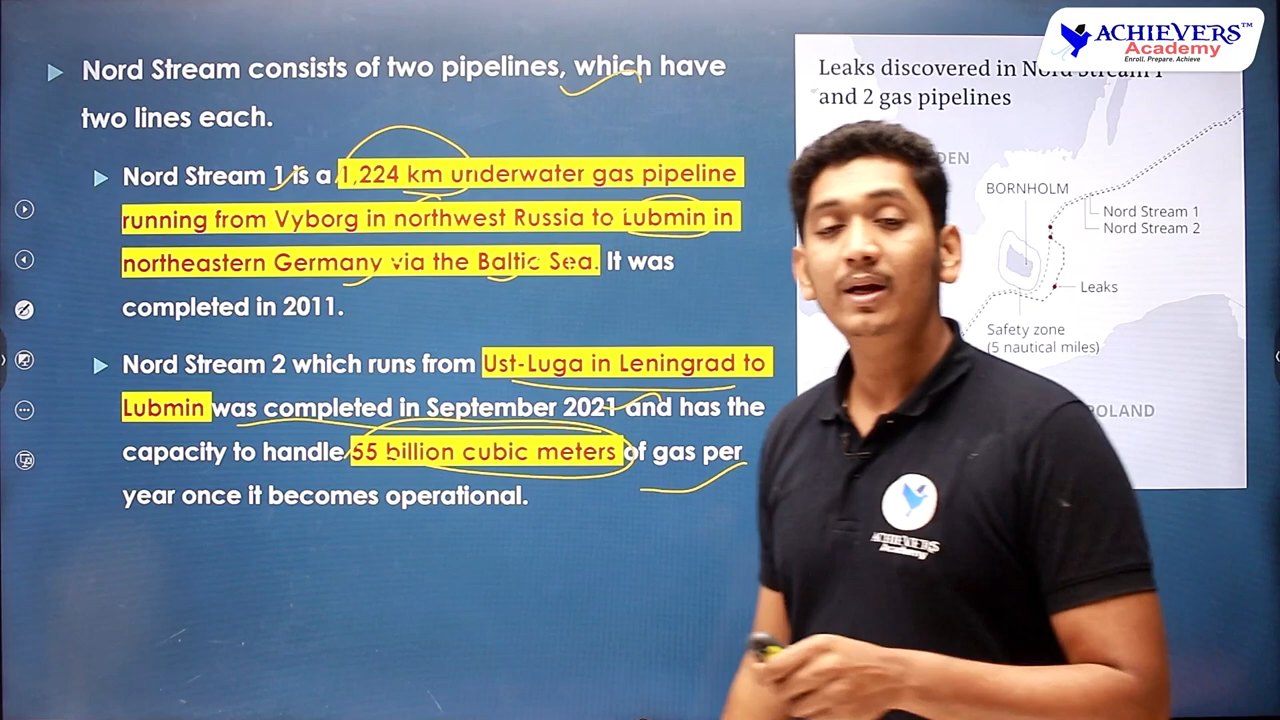 ACHIEVERS™
Academy
Enroll. Prepare. Achieve
Nord Stream consists of two pipelines, which have
two lines each.
Nord Stream 1 is a 1,224 km underwater gas pipeline
running from Vyborg in northwest Russia to Lubmin in
northeastern Germany via the Baltic Sea. It was
completed in 2011.
Nord Stream 2 which runs from Ust-Luga in Leningrad to
Lubmin was completed in September 2021 and has the
capacity to handle 55 billion cubic meters of gas per
year once it becomes operational.
Leaks discovered in Nord Stream 1
and 2 gas pipelines
DEN
BORNHOLM
Nord Stream 1
Nord Stream 2
Leaks
Safety zone
(5 nautical miles)
POLAND
ACHIEVERS
Academy